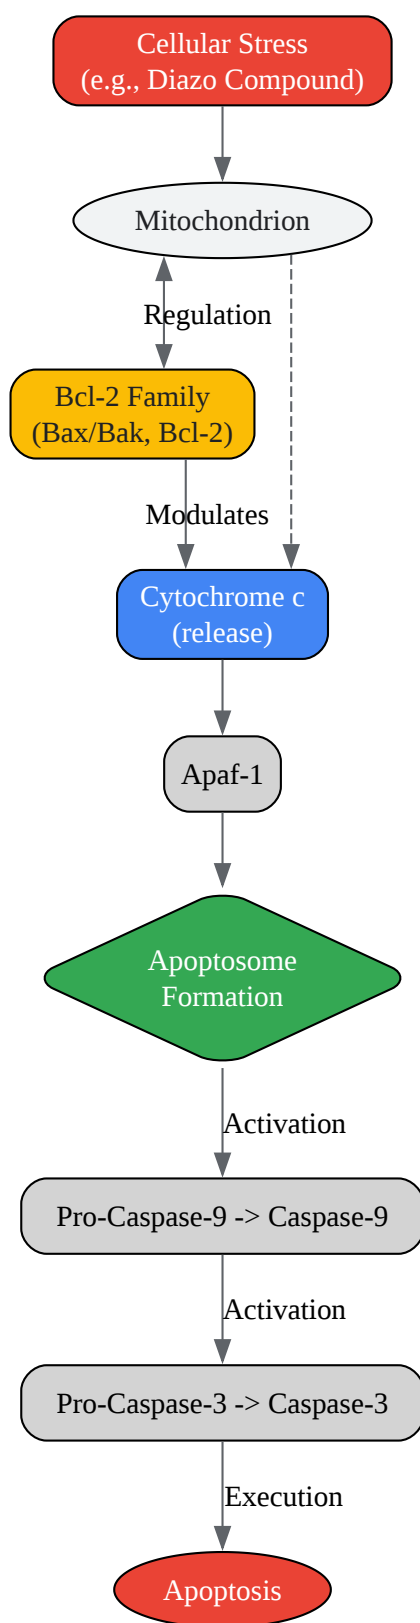 Cellular Stress
(e.g., Diazo Compound)
Mitochondrion
Regulation
Bcl-2 Family
(Bax/Bak, Bcl-2)
Modulates
Cytochrome c
(release)
Apaf-1
Apoptosome
Formation
Activation
Pro-Caspase-9 -> Caspase-9
Activation
Pro-Caspase-3 -> Caspase-3
Execution
Apoptosis